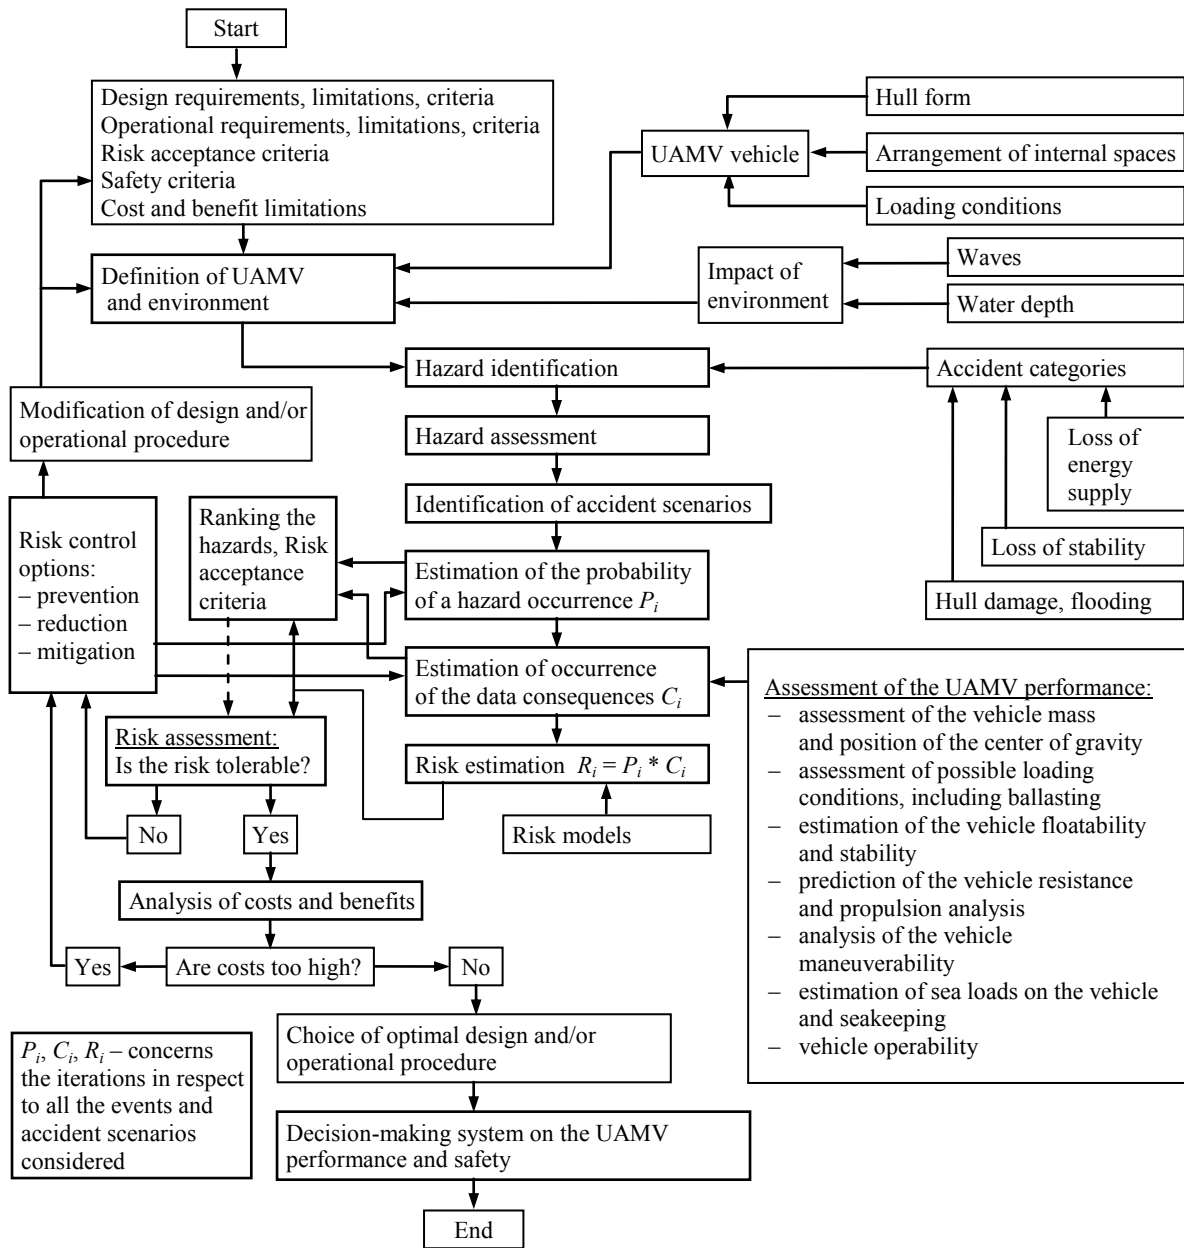 Start
Design requirements, limitations, criteria
Operational requirements, limitations, criteria
Risk acceptance criteria
Safety criteria
Cost and benefit limitations
Hull form
UAMV vehicle
Arrangement of internal spaces
Loading conditions
Definition of UAMV
and environment
Impact of
environment
Waves
Water depth
Hazard identification
Accident categories
Modification of design and/or
operational procedure
Hazard assessment
Loss of
energy
supply
Identification of accident scenarios
Loss of stability
Hull damage, flooding
Risk control
options:
– prevention
– reduction
– mitigation
Ranking the
hazards, Risk
acceptance
criteria
Estimation of the probability
of a hazard occurrence Pi
Estimation of occurrence
of the data consequences Ci
Assessment of the UAMV performance:
– assessment of the vehicle mass
and position of the center of gravity
– assessment of possible loading
conditions, including ballasting
– estimation of the vehicle floatability
and stability
– prediction of the vehicle resistance
and propulsion analysis
– analysis of the vehicle
maneuverability
– estimation of sea loads on the vehicle
and seakeeping
– vehicle operability
Risk assessment:
Is the risk tolerable?
Risk estimation Ri = Pi * Ci
No
Yes
Risk models
Analysis of costs and benefits
Yes
Are costs too high?
No
Choice of optimal design and/or
operational procedure
Pi, Ci, Ri – concerns
the iterations in respect
to all the events and
accident scenarios
considered
Decision-making system on the UAMV
performance and safety
End